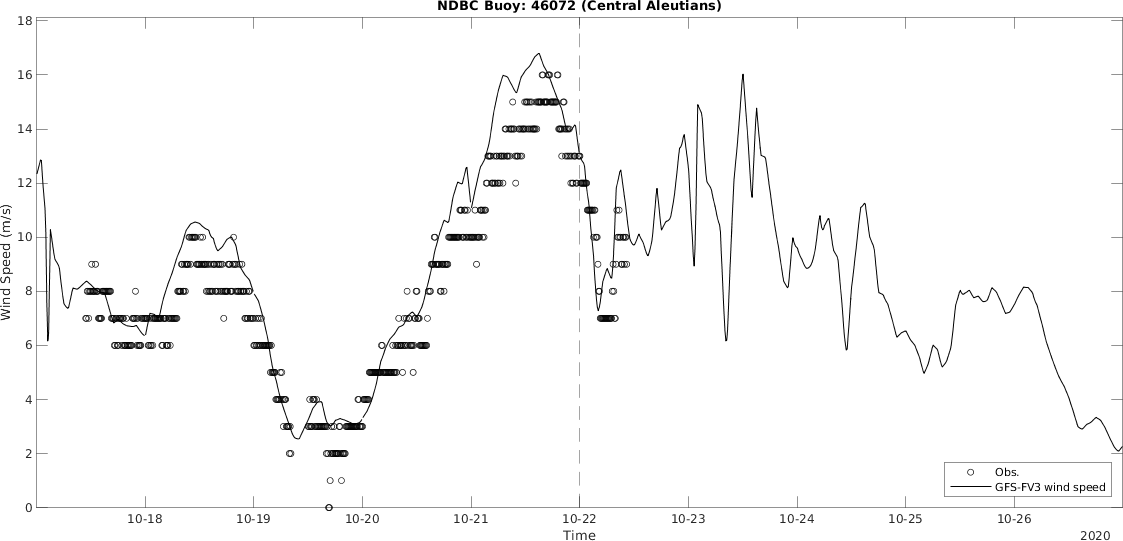 NDBC Buoy: 46072 (Central Aleutians)
18
16
14
12
10
8
6
4
2
0
Wind Speed (m/s)
Obs.
GFS-FV3 wind speed
10-18 10-19 10-20 10-21 10-22 10-23 10-24 10-25 10-26
Time
2020